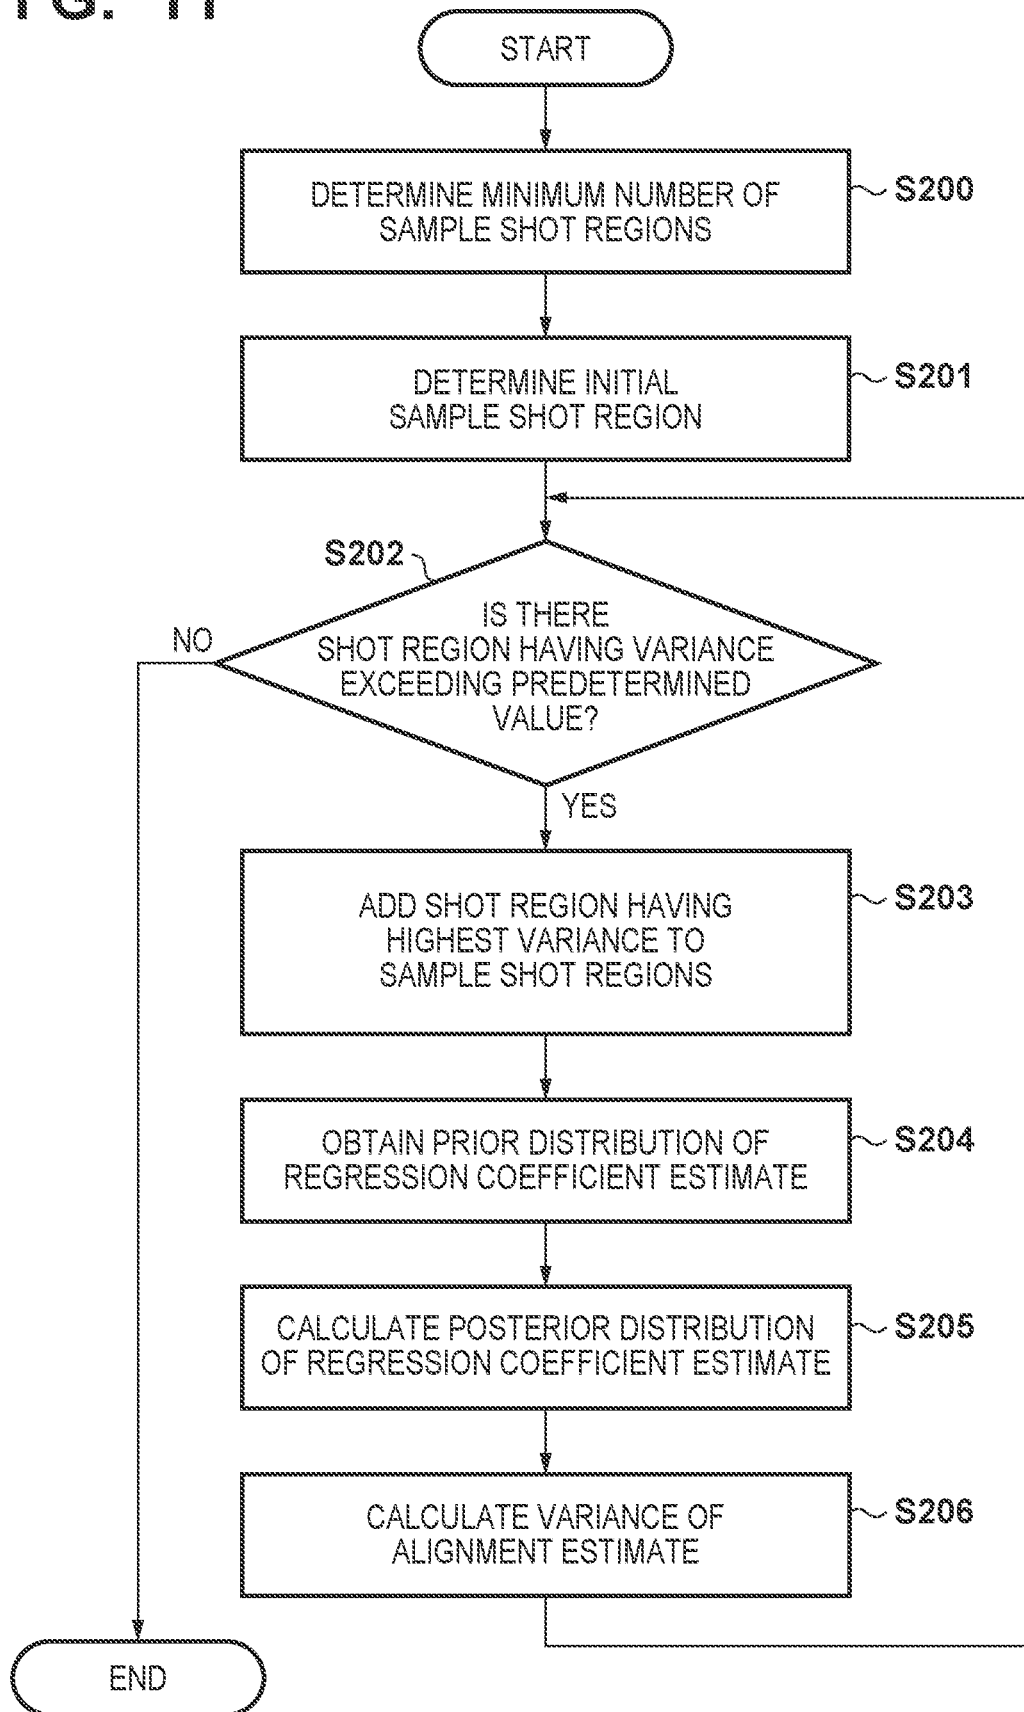 FIG. 11
START
DETERMINE MINIMUM NUMBER OF
SAMPLE SHOT REGIONS
S200
DETERMINE INITIAL
SAMPLE SHOT REGION
S201
S202
IS THERE
SHOT REGION HAVING VARIANCE
EXCEEDING PREDETERMINED
VALUE?
NO
YES
ADD SHOT REGION HAVING
HIGHEST VARIANCE TO
SAMPLE SHOT REGIONS
S203
OBTAIN PRIOR DISTRIBUTION OF
REGRESSION COEFFICIENT ESTIMATE
S204
CALCULATE POSTERIOR DISTRIBUTION
OF REGRESSION COEFFICIENT ESTIMATE
S205
CALCULATE VARIANCE OF
ALIGNMENT ESTIMATE
S206
END